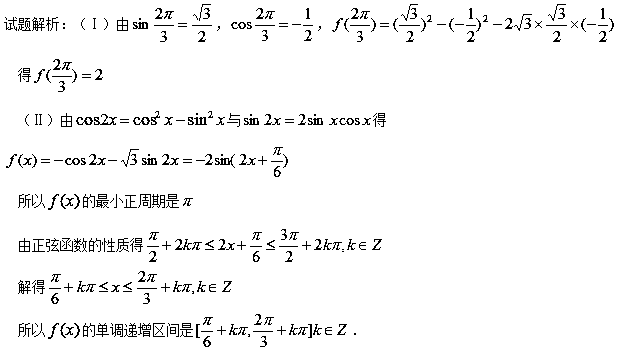 试题解析：（Ⅰ）由 sin 2π/3 = √3/2 ，cos 2π/3 = −1/2 ，f(2π/3) = (√3/2)² − (−1/2)² − 2√3 × √3/2 × (−1/2)
得 f(2π/3) = 2
（Ⅱ）由 cos2x = cos² x − sin² x 与 sin 2x = 2sin x cos x 得
f(x) = −cos 2x − √3 sin 2x = −2sin( 2x + π/6 )
所以 f(x) 的最小正周期是 π
由正弦函数的性质得 π/2 + 2kπ ≤ 2x + π/6 ≤ 3π/2 + 2kπ, k ∈ Z
解得 π/6 + kπ ≤ x ≤ 2π/3 + kπ, k ∈ Z
所以 f(x) 的单调递增区间是 [π/6 + kπ, 2π/3 + kπ] k ∈ Z ．